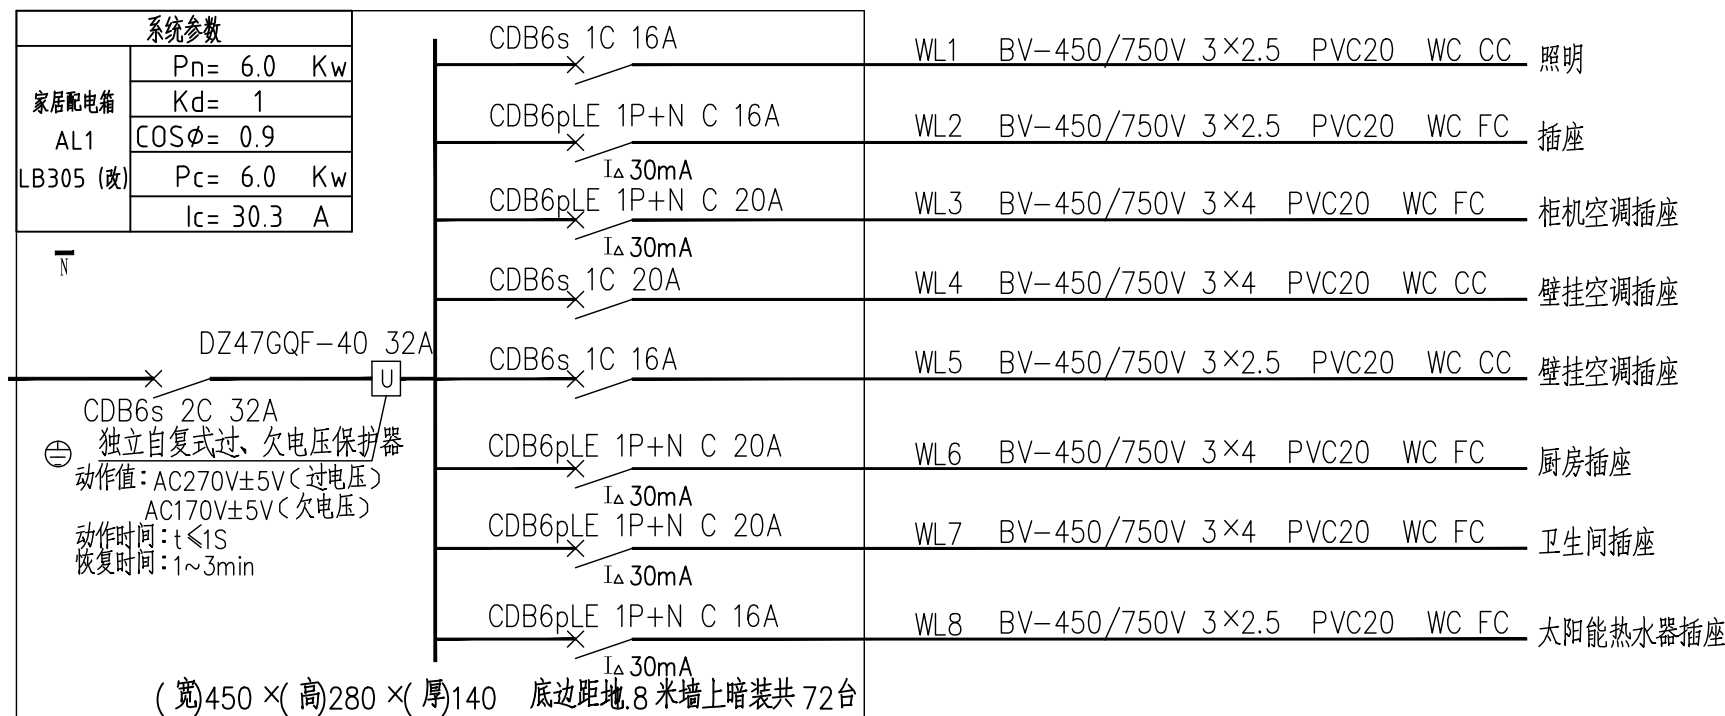 系统参数
家居配电箱
AL1
LB305 (改)
Pn= 6.0 Kw
Kd= 1
COSφ= 0.9
Pc= 6.0 Kw
Ic= 30.3 A
N
DZ47GQF-40 32A
U
CDB6s 2C 32A
独立自复式过、欠电压保护器
动作值：AC270V±5V(过电压)
AC170V±5V(欠电压)
动作时间：t≤1S
恢复时间：1~3min
CDB6s 1C 16A WL1 BV-450/750V 3×2.5 PVC20 WC CC 照明
CDB6pLE 1P+N C 16A WL2 BV-450/750V 3×2.5 PVC20 WC FC 插座
I△30mA
CDB6pLE 1P+N C 20A WL3 BV-450/750V 3×4 PVC20 WC FC 柜机空调插座
I△30mA
CDB6s 1C 20A WL4 BV-450/750V 3×4 PVC20 WC CC 壁挂空调插座
CDB6s 1C 16A WL5 BV-450/750V 3×2.5 PVC20 WC CC 壁挂空调插座
CDB6pLE 1P+N C 20A WL6 BV-450/750V 3×4 PVC20 WC FC 厨房插座
I△30mA
CDB6pLE 1P+N C 20A WL7 BV-450/750V 3×4 PVC20 WC FC 卫生间插座
I△30mA
CDB6pLE 1P+N C 16A WL8 BV-450/750V 3×2.5 PVC20 WC FC 太阳能热水器插座
I△30mA
(宽)450×(高)280×(厚)140 底边距地.8米墙上暗装共72台